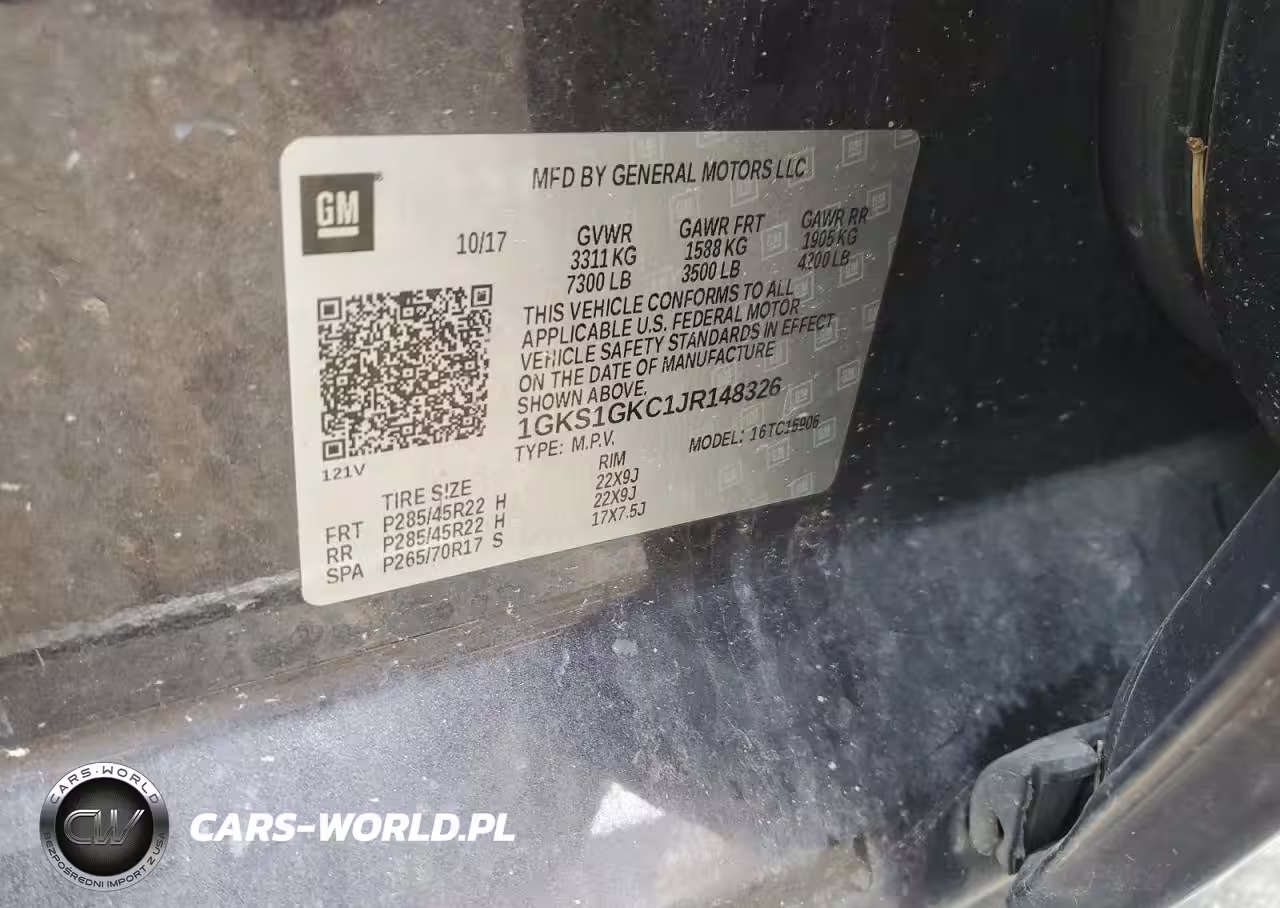 GM
MFD BY GENERAL MOTORS LLC
10/17
GVWR GAWR FRT GAWR RR
3311 KG 1588 KG 1905 KG
7300 LB 3500 LB 4200 LB
THIS VEHICLE CONFORMS TO ALL
APPLICABLE U.S. FEDERAL MOTOR
VEHICLE SAFETY STANDARDS IN EFFECT
ON THE DATE OF MANUFACTURE
SHOWN ABOVE.
1GKS1GKC1JR148326
TYPE: M.P.V. MODEL: 16TC15906
121V
TIRE SIZE RIM
FRT P285/45R22 H 22X9J
RR P285/45R22 H 22X9J
SPA P265/70R17 S 17X7.5J
CARS-WORLD
CW
BEZPOŚREDNI IMPORT Z USA
CARS-WORLD.PL